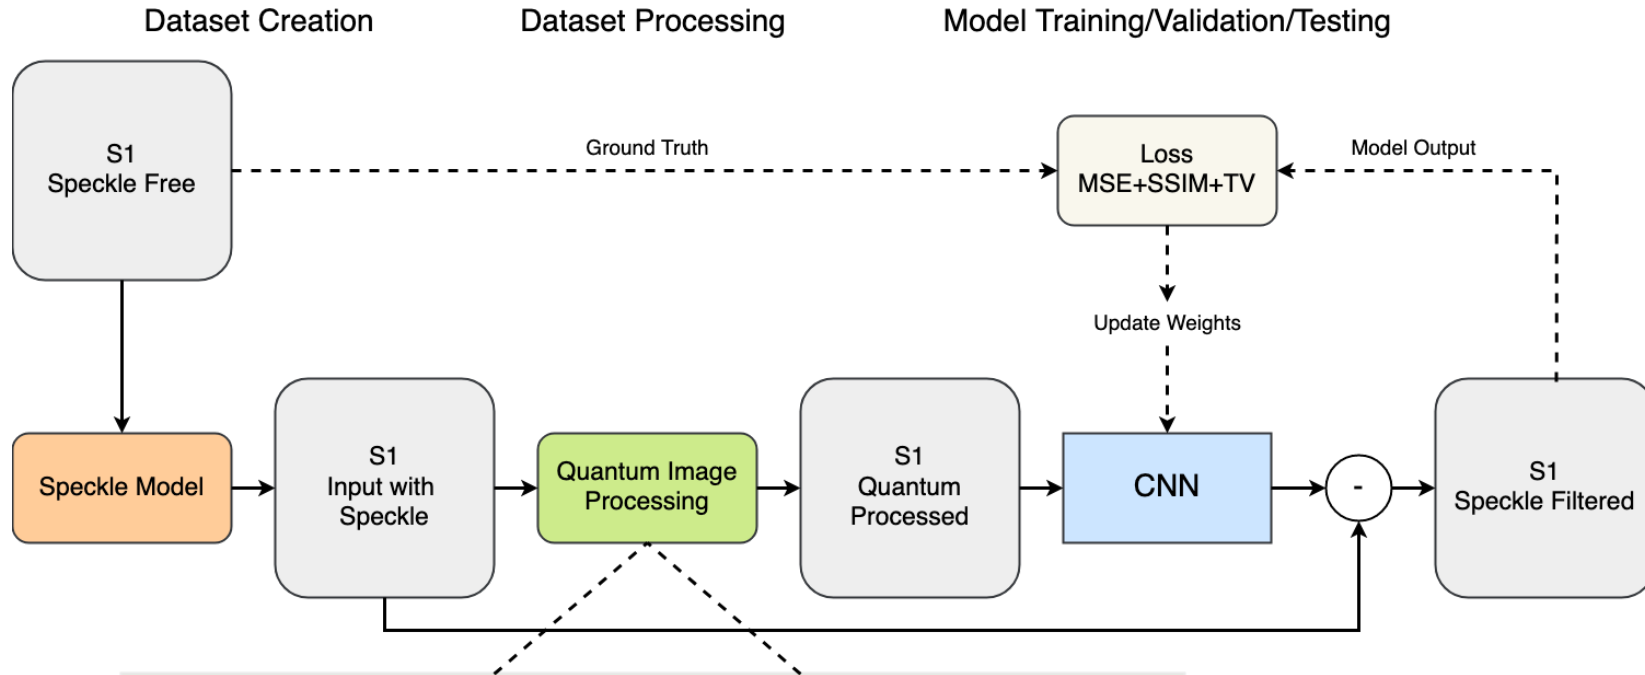 Dataset Creation
Dataset Processing
Model Training/Validation/Testing
S1
Speckle Free
Ground Truth
Loss
MSE+SSIM+TV
Model Output
Update Weights
Speckle Model
S1
Input with
Speckle
Quantum Image
Processing
S1
Quantum
Processed
CNN
-
S1
Speckle Filtered